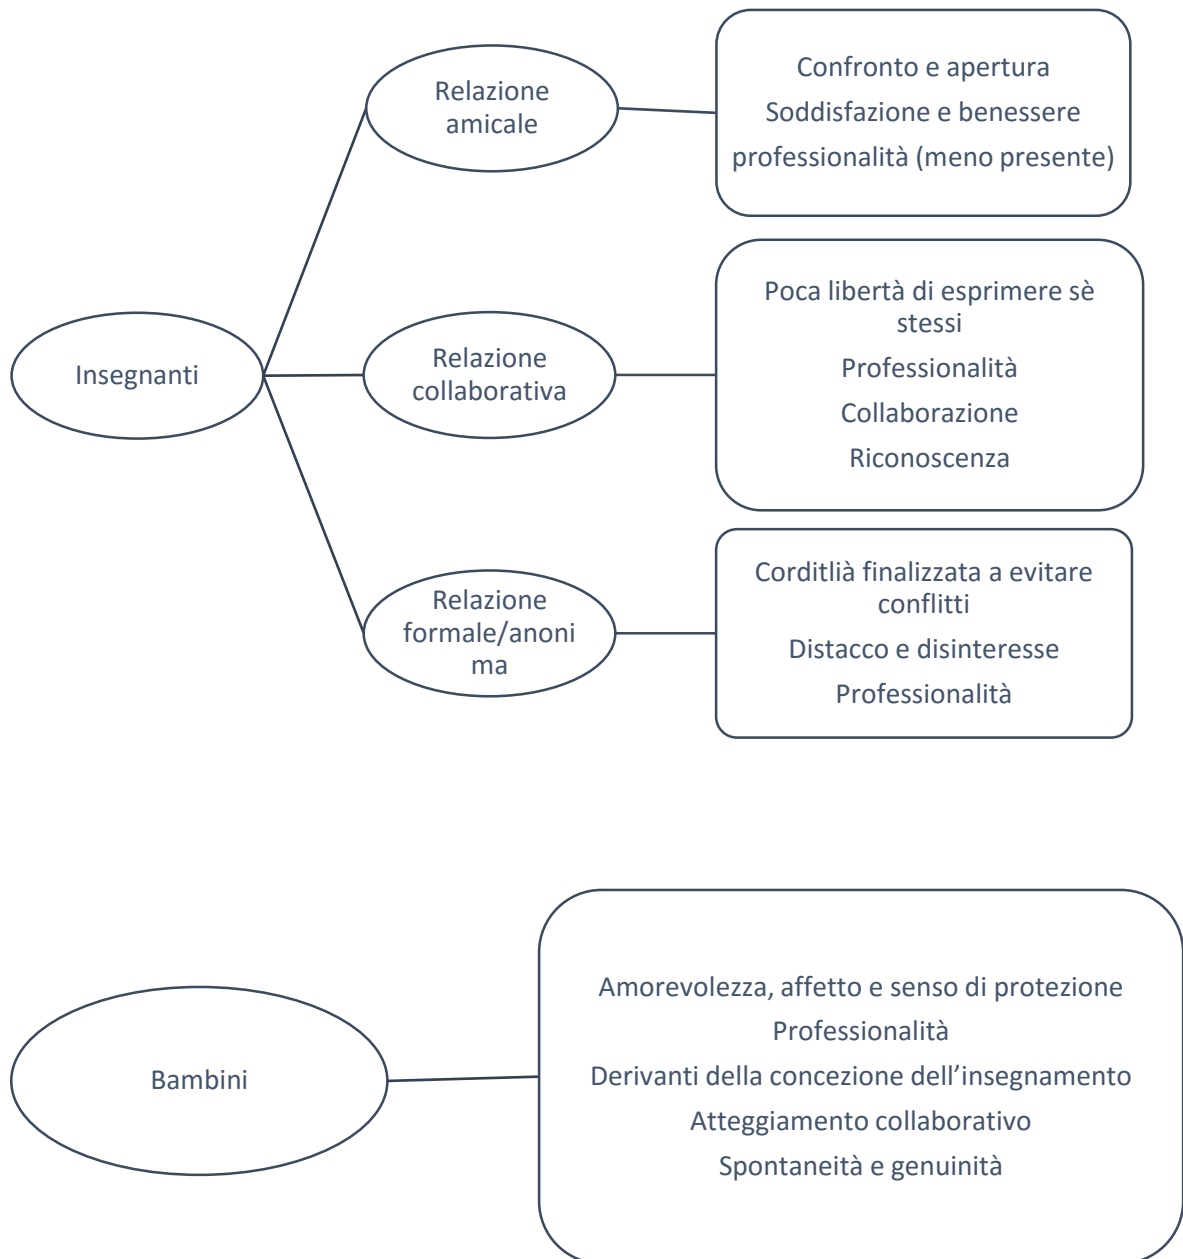 Insegnanti
Relazione
amicale
Confronto e apertura
Soddisfazione e benessere
professionalità (meno presente)
Relazione
collaborativa
Poca libertà di esprimere sè
stessi
Professionalità
Collaborazione
Riconoscenza
Relazione
formale/anoni
ma
Corditlià finalizzata a evitare
conflitti
Distacco e disinteresse
Professionalità
Bambini
Amorevolezza, affetto e senso di protezione
Professionalità
Derivanti della concezione dell’insegnamento
Atteggiamento collaborativo
Spontaneità e genuinità